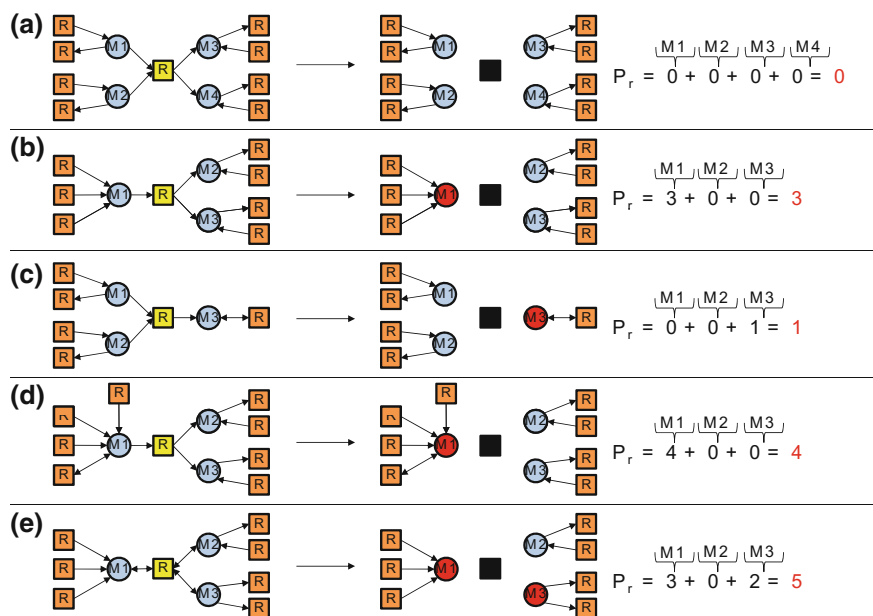 (a)
R R R R
M1 M3 M1 M3
R R R R
R
R R R R
M2 M4 M2 M4
R R R R
M1 M2 M3 M4
Pr = 0 + 0 + 0 + 0 = 0
(b)
R R R R
M2 M2
R R
R M1 R R M1
R R
M3 M3
R R R R
M1 M2 M3
Pr = 3 + 0 + 0 = 3
(c)
R R
M1 M1
R R
R M3 R M3 R
R R
M2 M2
R R
M1 M2 M3
Pr = 0 + 0 + 1 = 1
(d)
R R
R R R R
M2 M2
R R
R M1 R R M1
R R
M3 M3
R R R R
M1 M2 M3
Pr = 4 + 0 + 0 = 4
(e)
R R
R M2 R R M2 R
R M1 R R M1
R R
R M3 R M3
R R
M1 M2 M3
Pr = 3 + 0 + 2 = 5